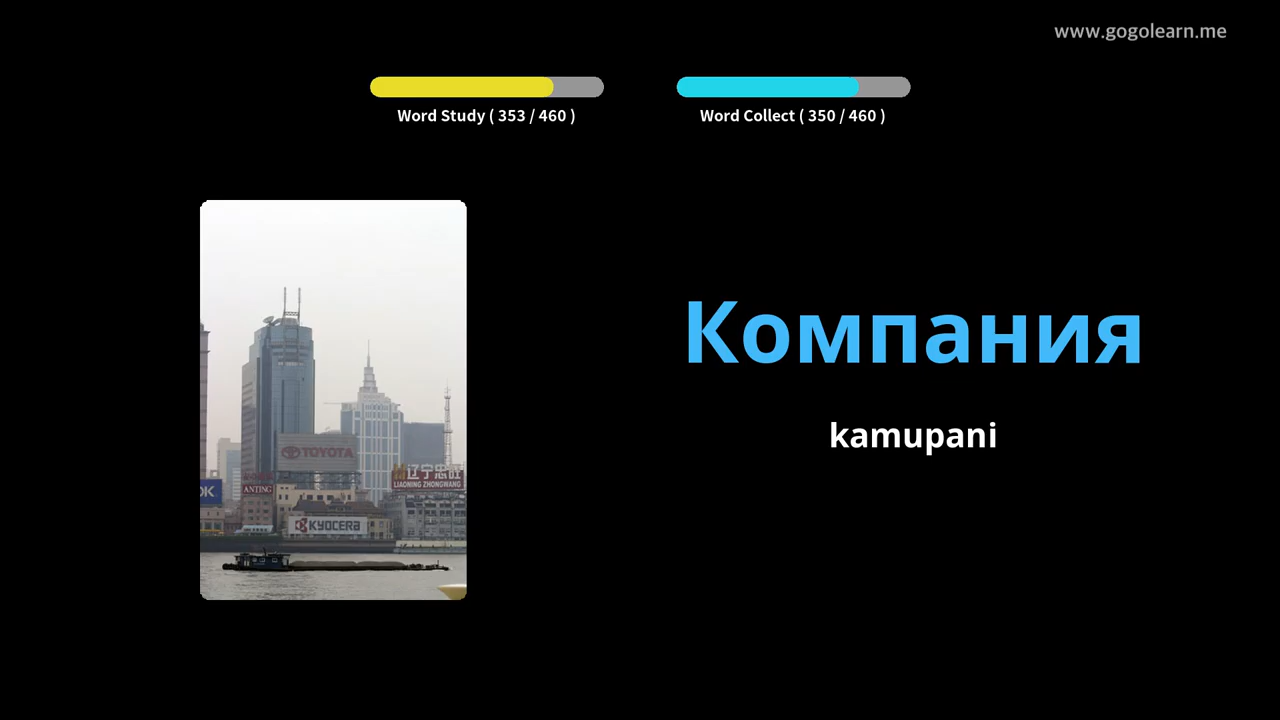 www.gogolearn.me
Word Study ( 353 / 460 )
Word Collect ( 350 / 460 )
Компания
kamupani
TOYOTA
辽宁忠旺
LIAONING ZHONGWANG
OK
ANTING
KYOCERA